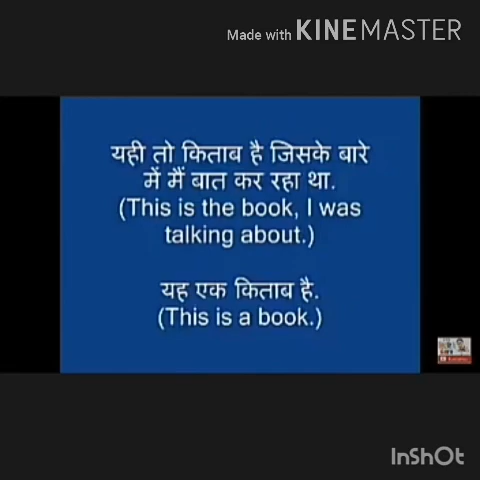 Made with KINEMASTER
यही तो किताब है जिसके बारे
में मैं बात कर रहा था.
(This is the book, I was
talking about.)
यह एक किताब है.
(This is a book.)
InShOt